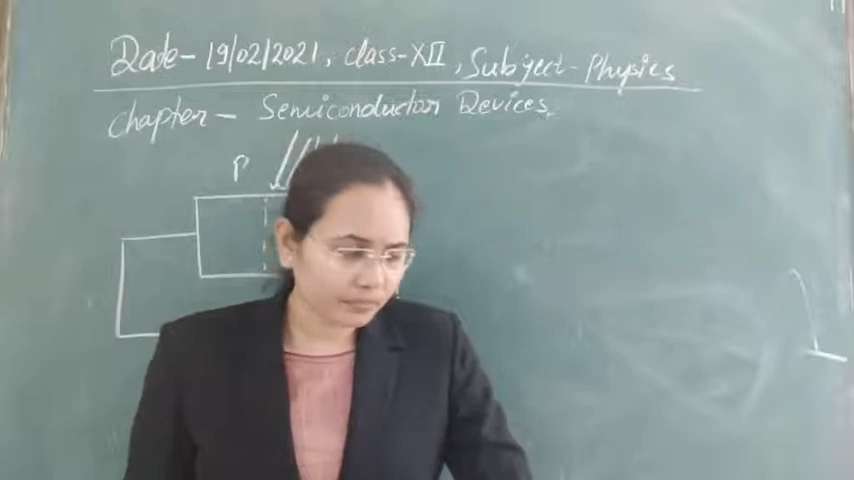 Date - 19/02/2021, class-XII, Subject - Physics
Chapter - Semiconductor Devices
P